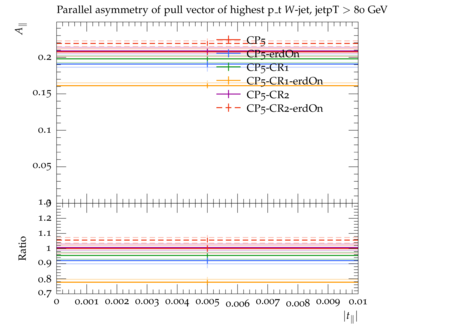 Parallel asymmetry of pull vector of highest p_t W-jet, jetpT > 80 GeV
A_∥
0.2
0.15
0.1
0.05
0
CP5
CP5-erdOn
CP5-CR1
CP5-CR1-erdOn
CP5-CR2
CP5-CR2-erdOn
Ratio
1.2
1.1
1
0.9
0.8
0.7
0 0.001 0.002 0.003 0.004 0.005 0.006 0.007 0.008 0.009 0.01
|t_∥|